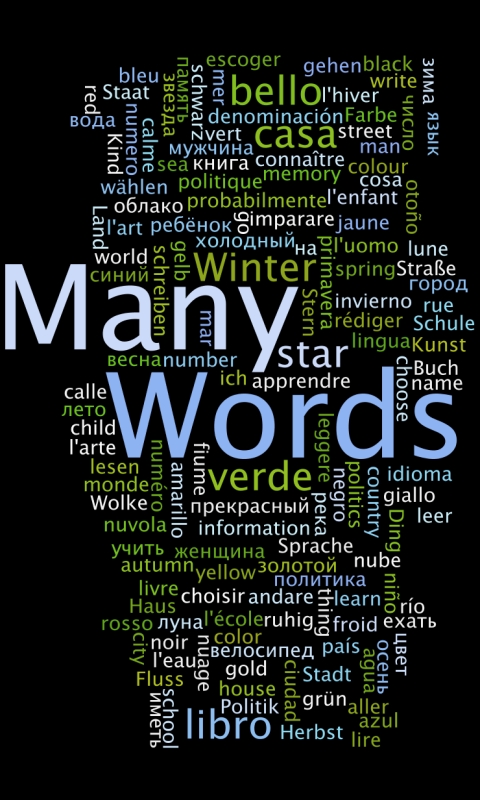 escoger
gehen
black
bleu
память
schwarz
mer
write
зима
Staat
red
звезда
bello
l'hiver
число
язык
вода
numero
calme
vert
denominación
Farbe
casa
street
мужчина
man
Kind
sea
книга
connaître
colour
wählen
politique
memory
cosa
otoño
облако
probabilmente
l'enfant
Land
l'art
ребёнок
go
imparare
jaune
холодный
на
primavera
l'uomo
lune
world
gelb
Winter
spring
Straße
синий
schreiben
город
Many
mar
Stern
invierno
rue
rédiger
Schule
lingua
Kunst
весна
number
star
choose
Buch
ich
apprendre
name
calle
Words
лето
child
l'arte
leggere
lesen
numéro
amarillo
fiume
verde
negro
politics
country
idioma
monde
giallo
Wolke
прекрасный
река
leer
nuvola
information
Ding
учить
женщина
Sprache
autumn
yellow
золотой
nube
политика
niño
livre
choisir
andare
thing
learn
río
Haus
rosso
луна
l'école
ruhig
froid
ехать
city
noir
nuage
color
велосипед
país
agua
осень
цвет
l'eau
gold
Fluss
ciudad
Stadt
house
grün
иметь
school
Politik
aller
libro
azul
Herbst
lire